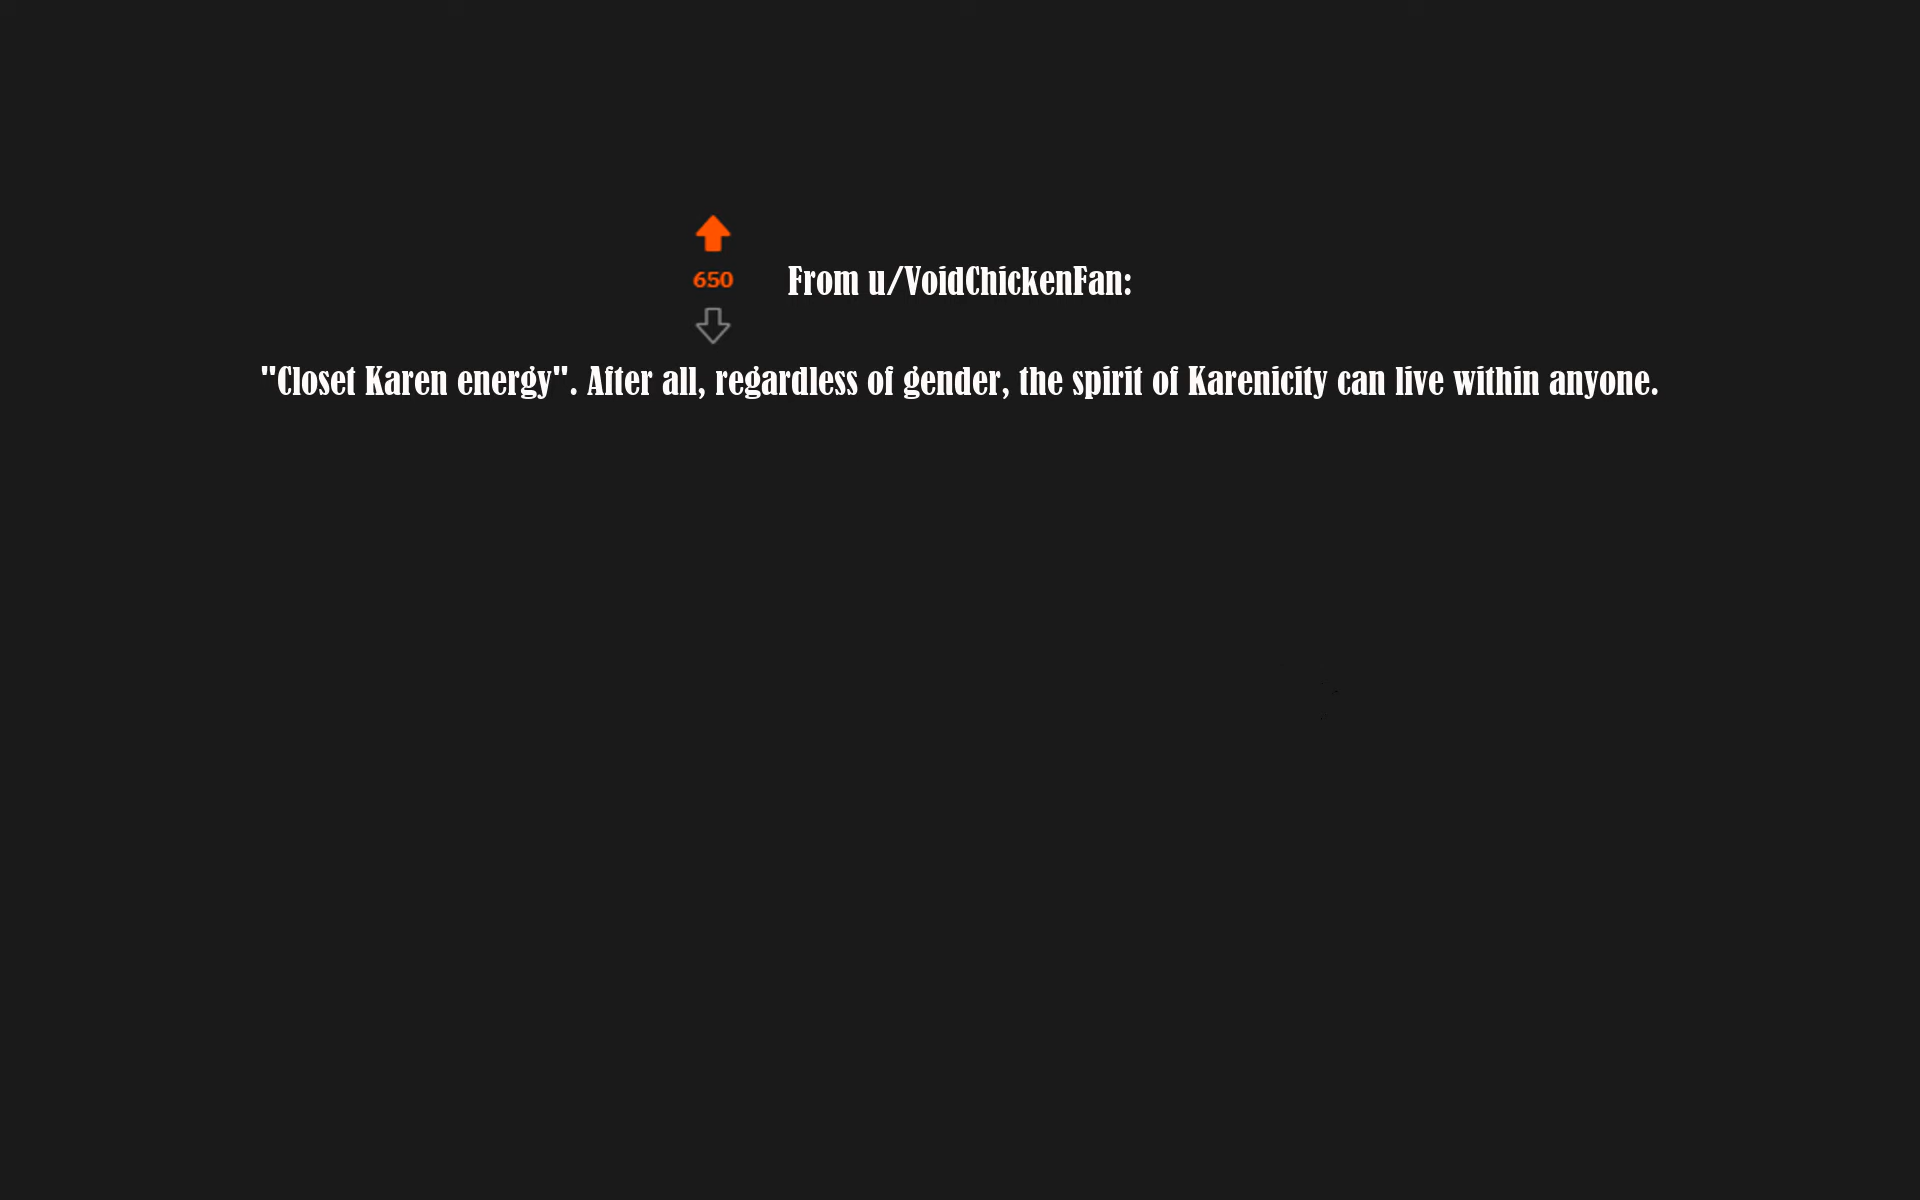 650
From u/VoidChickenFan:
"Closet Karen energy". After all, regardless of gender, the spirit of Karenicity can live within anyone.